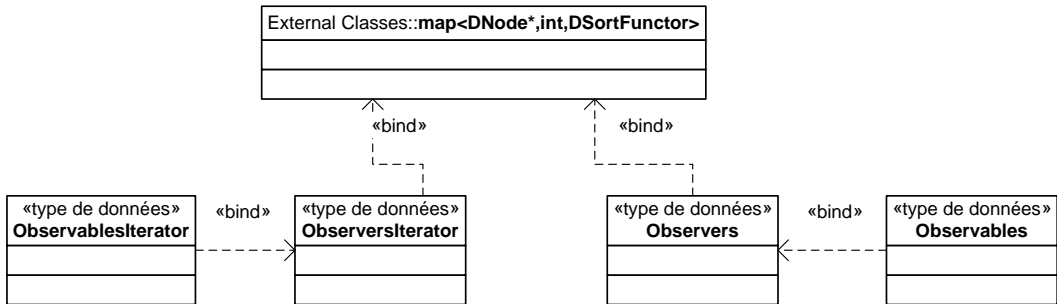 External Classes::map<DNode*,int,DSortFunctor>
«bind»
«bind»
«type de données»
ObservablesIterator
«bind»
«type de données»
ObserversIterator
«type de données»
Observers
«bind»
«type de données»
Observables